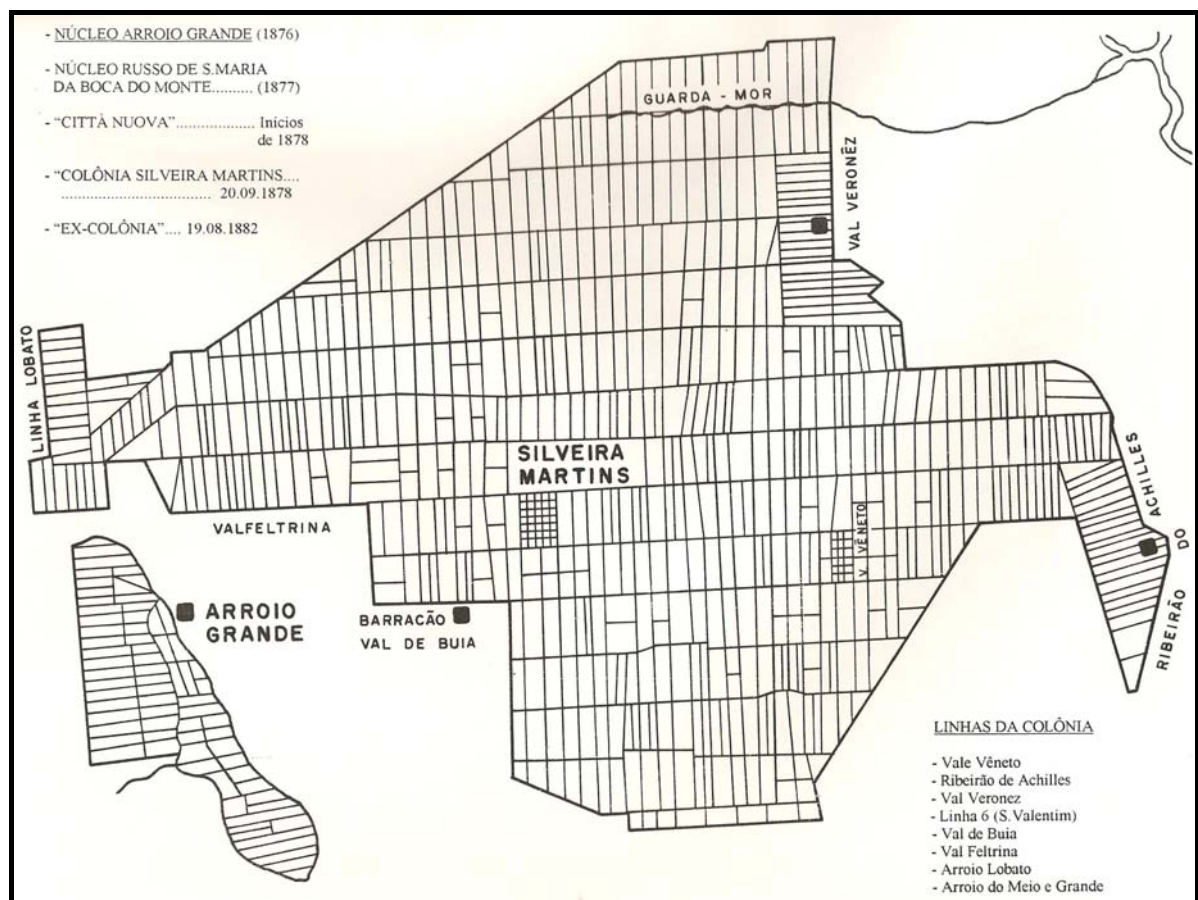 - NÚCLEO ARROIO GRANDE (1876)
- NÚCLEO RUSSO DE S.MARIA
DA BOCA DO MONTE.......... (1877)
- "CITTÀ NUOVA".................... Inícios
de 1878
- "COLÔNIA SILVEIRA MARTINS....
...................................... 20.09.1878
- "EX-COLÔNIA".... 19.08.1882
GUARDA - MOR
VAL VERONÊZ
LINHA LOBATO
SILVEIRA
MARTINS
VALFELTRINA
V. VÊNETO
RIBEIRÃO DO ACHILLES
ARROIO
GRANDE
BARRACÃO
VAL DE BUIA
LINHAS DA COLÔNIA
- Vale Vêneto
- Ribeirão de Achilles
- Val Veronez
- Linha 6 (S.Valentim)
- Val de Buia
- Val Feltrina
- Arroio Lobato
- Arroio do Meio e Grande